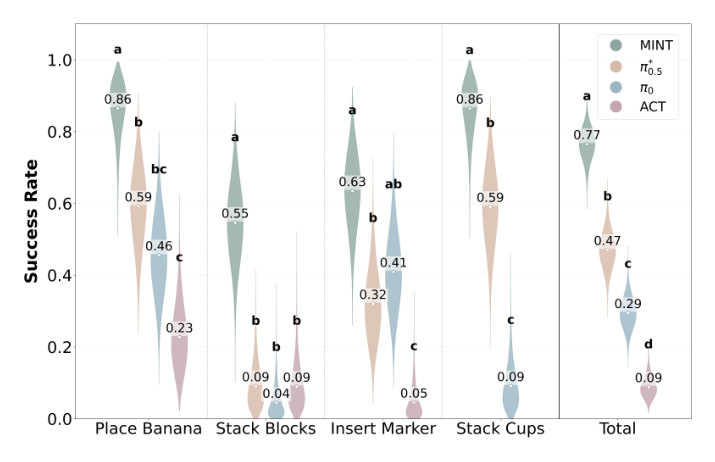 Success Rate
1.0
0.8
0.6
0.4
0.2
0.0
a
0.86
b
0.59
bc
0.46
c
0.23
a
0.55
b
0.09
b
0.04
b
0.09
a
0.63
b
0.32
ab
0.41
c
0.05
a
0.86
b
0.59
c
0.09
a
0.77
b
0.47
c
0.29
d
0.09
MINT
π*0.5
π0
ACT
Place Banana Stack Blocks Insert Marker Stack Cups Total